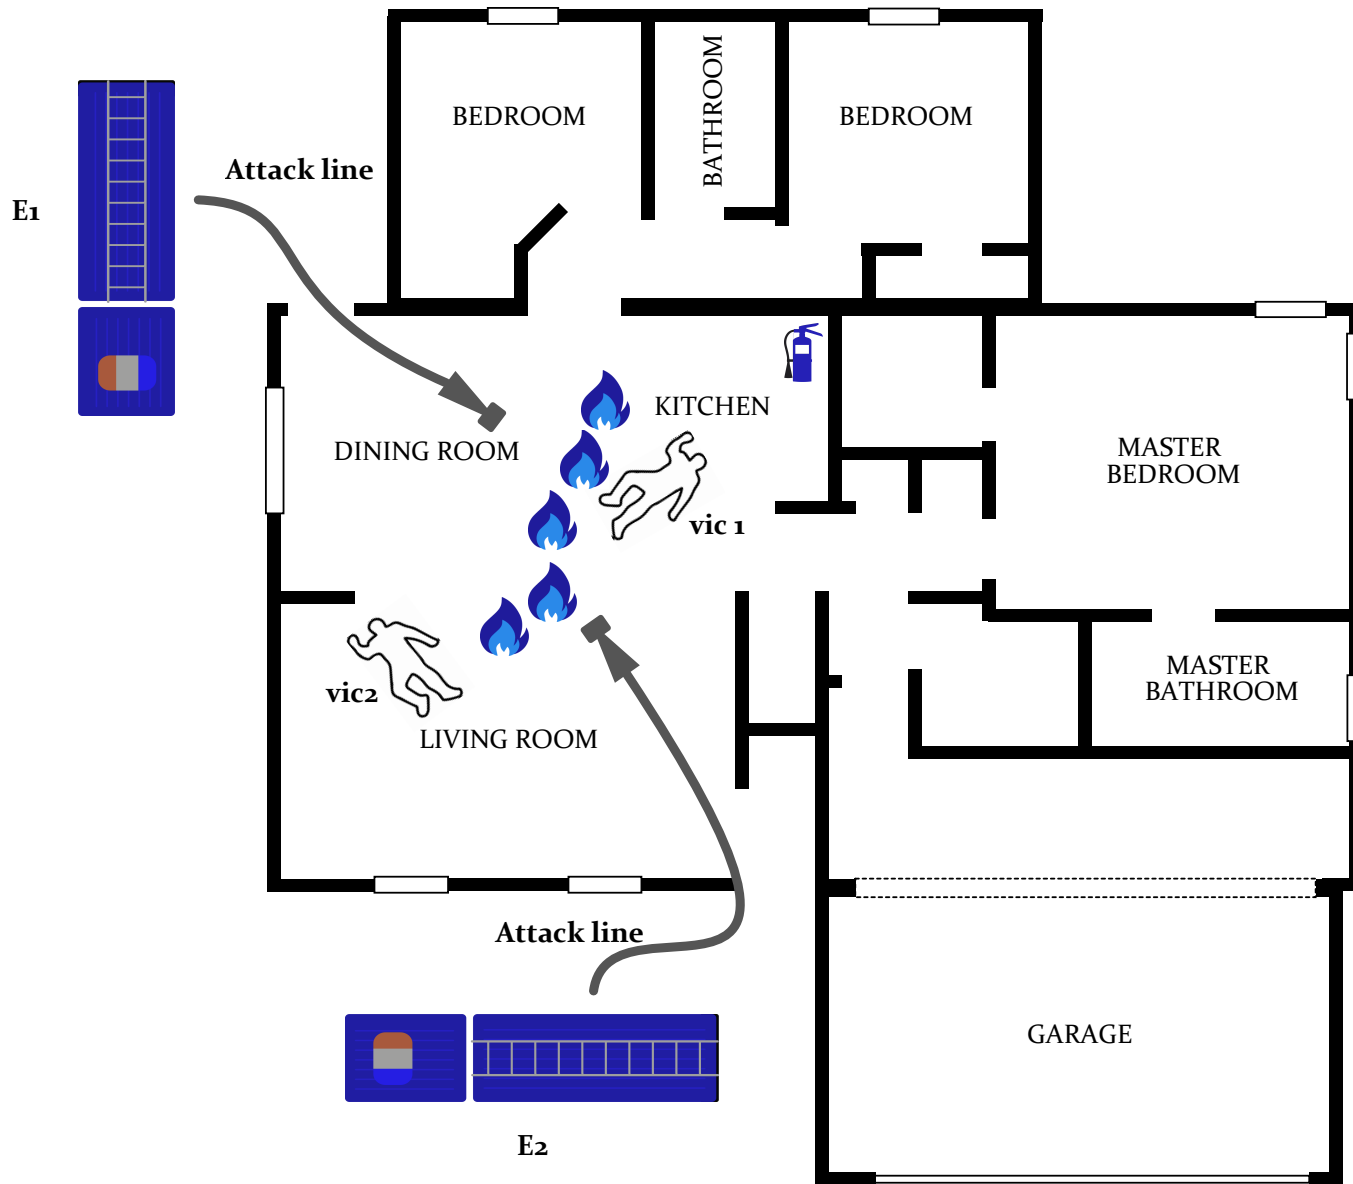 BEDROOM
BATHROOM
BEDROOM
Attack line
E1
KITCHEN
DINING ROOM
MASTER
BEDROOM
vic 1
MASTER
BATHROOM
vic2
LIVING ROOM
Attack line
GARAGE
E2